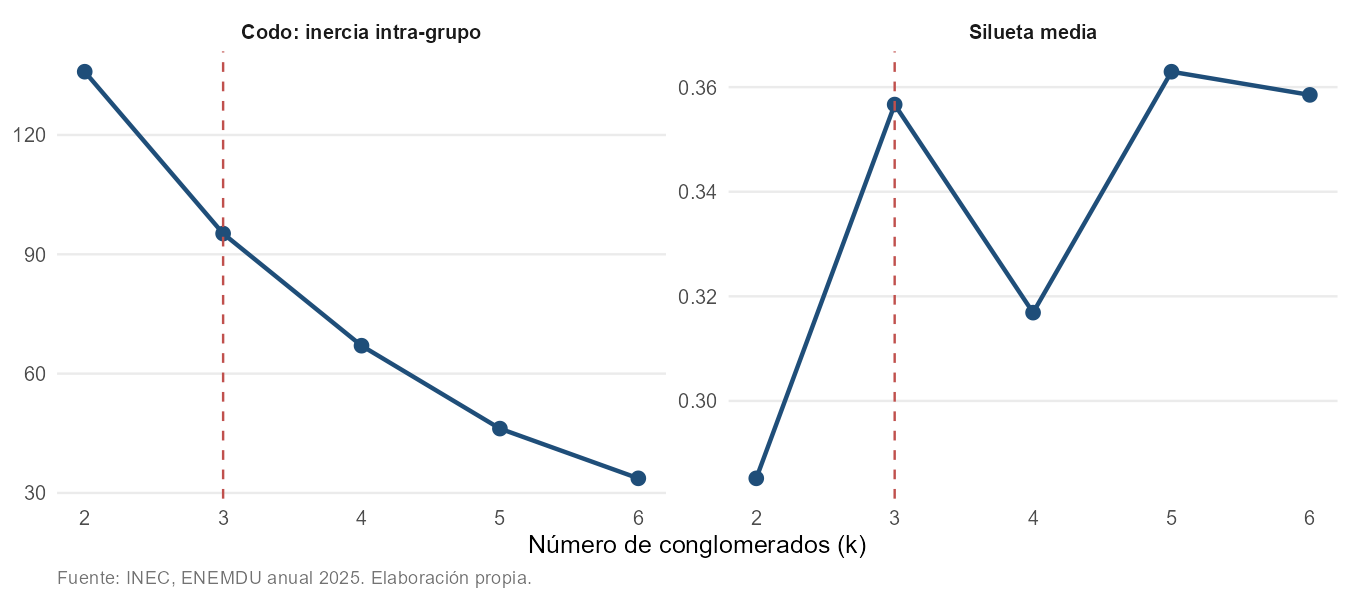 Codo: inercia intra-grupo
120
90
60
30
2 3 4 5 6
Silueta media
0.36
0.34
0.32
0.30
2 3 4 5 6
Número de conglomerados (k)
Fuente: INEC, ENEMDU anual 2025. Elaboración propia.